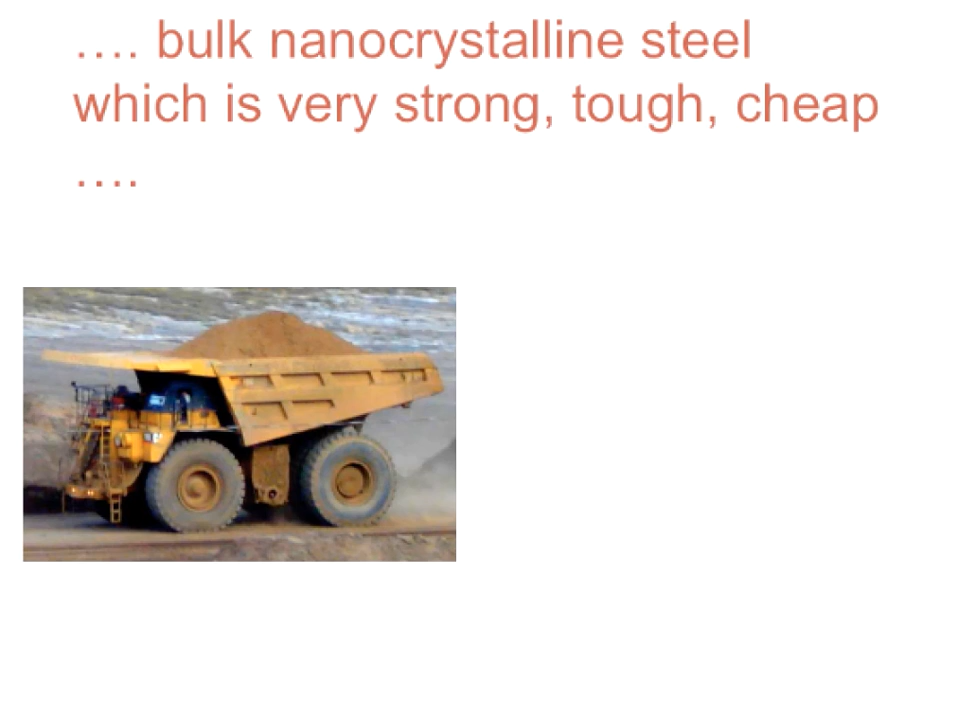 …. bulk nanocrystalline steel
which is very strong, tough, cheap
….